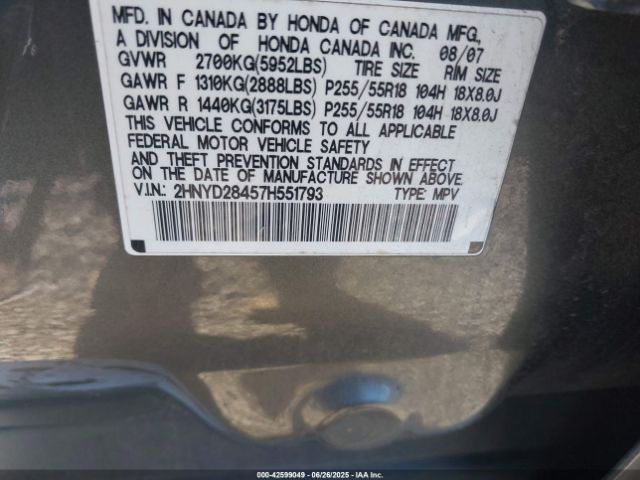 MFD. IN CANADA BY HONDA OF CANADA MFG.,
A DIVISION OF HONDA CANADA INC. 08/07
GVWR 2700KG(5952LBS) TIRE SIZE RIM SIZE
GAWR F 1310KG(2888LBS) P255/55R18 104H 18X8.0J
GAWR R 1440KG(3175LBS) P255/55R18 104H 18X8.0J
THIS VEHICLE CONFORMS TO ALL APPLICABLE
FEDERAL MOTOR VEHICLE SAFETY
AND THEFT PREVENTION STANDARDS IN EFFECT
ON THE DATE OF MANUFACTURE SHOWN ABOVE.
V.I.N.: 2HNYD28457H551793 TYPE: MPV
00-42599049 | 06/26/2025 | IAAI.com